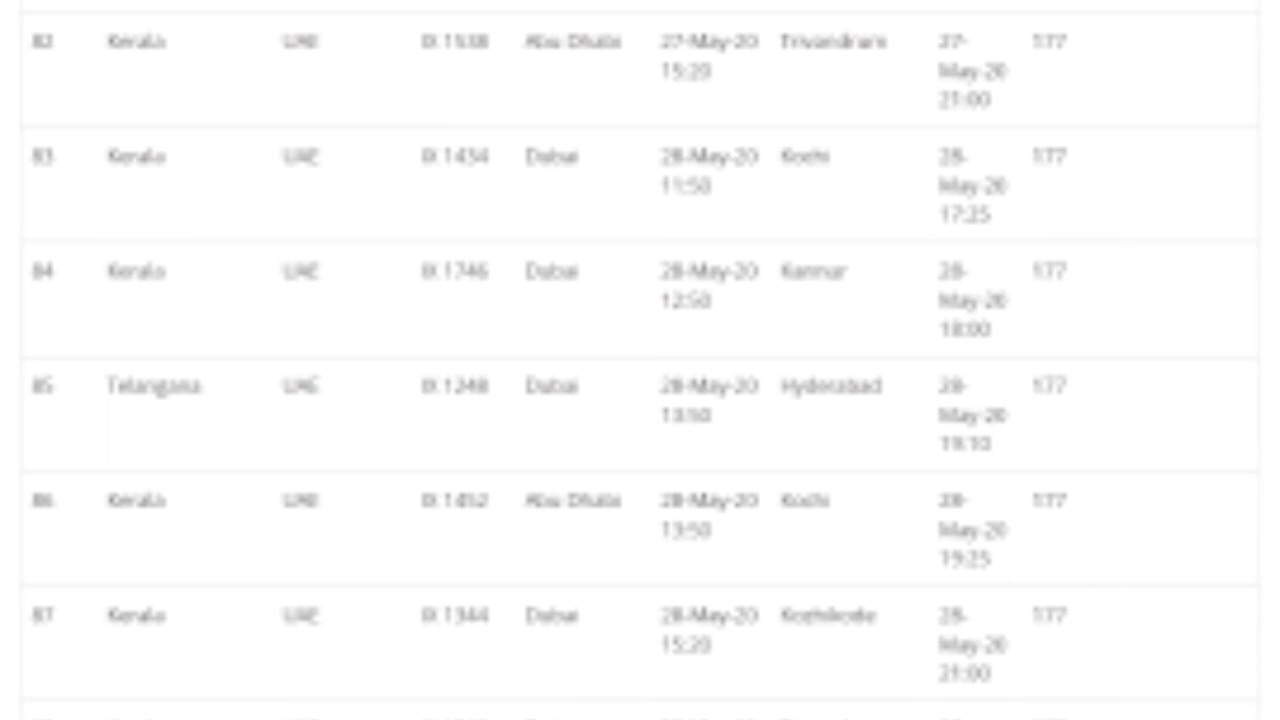 82 Kerala UAE IX 1538 Abu Dhabi 27-May-20 Trivandrum 27- 177
15:20 May-20
21:00
83 Kerala UAE IX 1434 Dubai 28-May-20 Kochi 28- 177
11:50 May-20
17:25
84 Kerala UAE IX 1746 Dubai 28-May-20 Kannur 28- 177
12:50 May-20
18:00
85 Telangana UAE IX 1248 Dubai 28-May-20 Hyderabad 28- 177
May-20
19:10
86 Kerala UAE IX 1452 Abu Dhabi 28-May-20 Kochi 28- 177
13:50 May-20
19:25
87 Kerala UAE IX 1344 Dubai 28-May-20 Kozhikode 28- 177
15:20 May-20
21:00